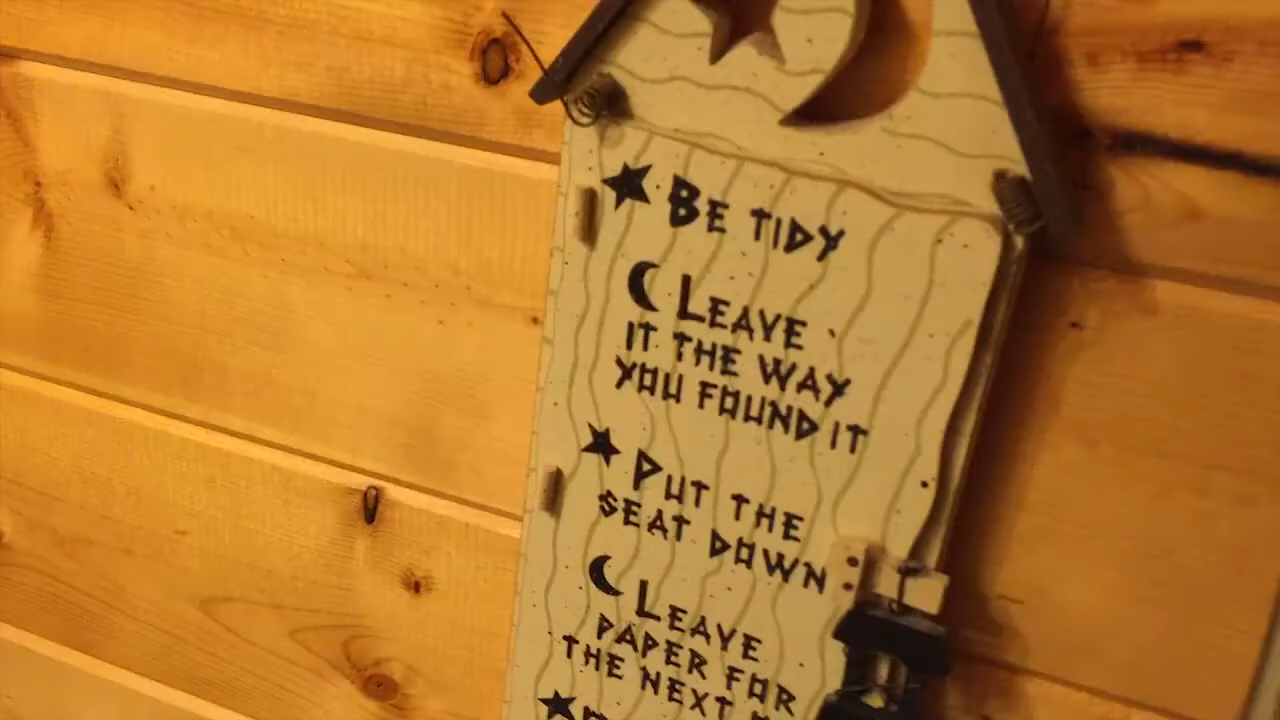 BE TIDY
LEAVE
IT THE WAY
YOU FOUND IT
PUT THE
SEAT DOWN
LEAVE
PAPER FOR
THE NEXT